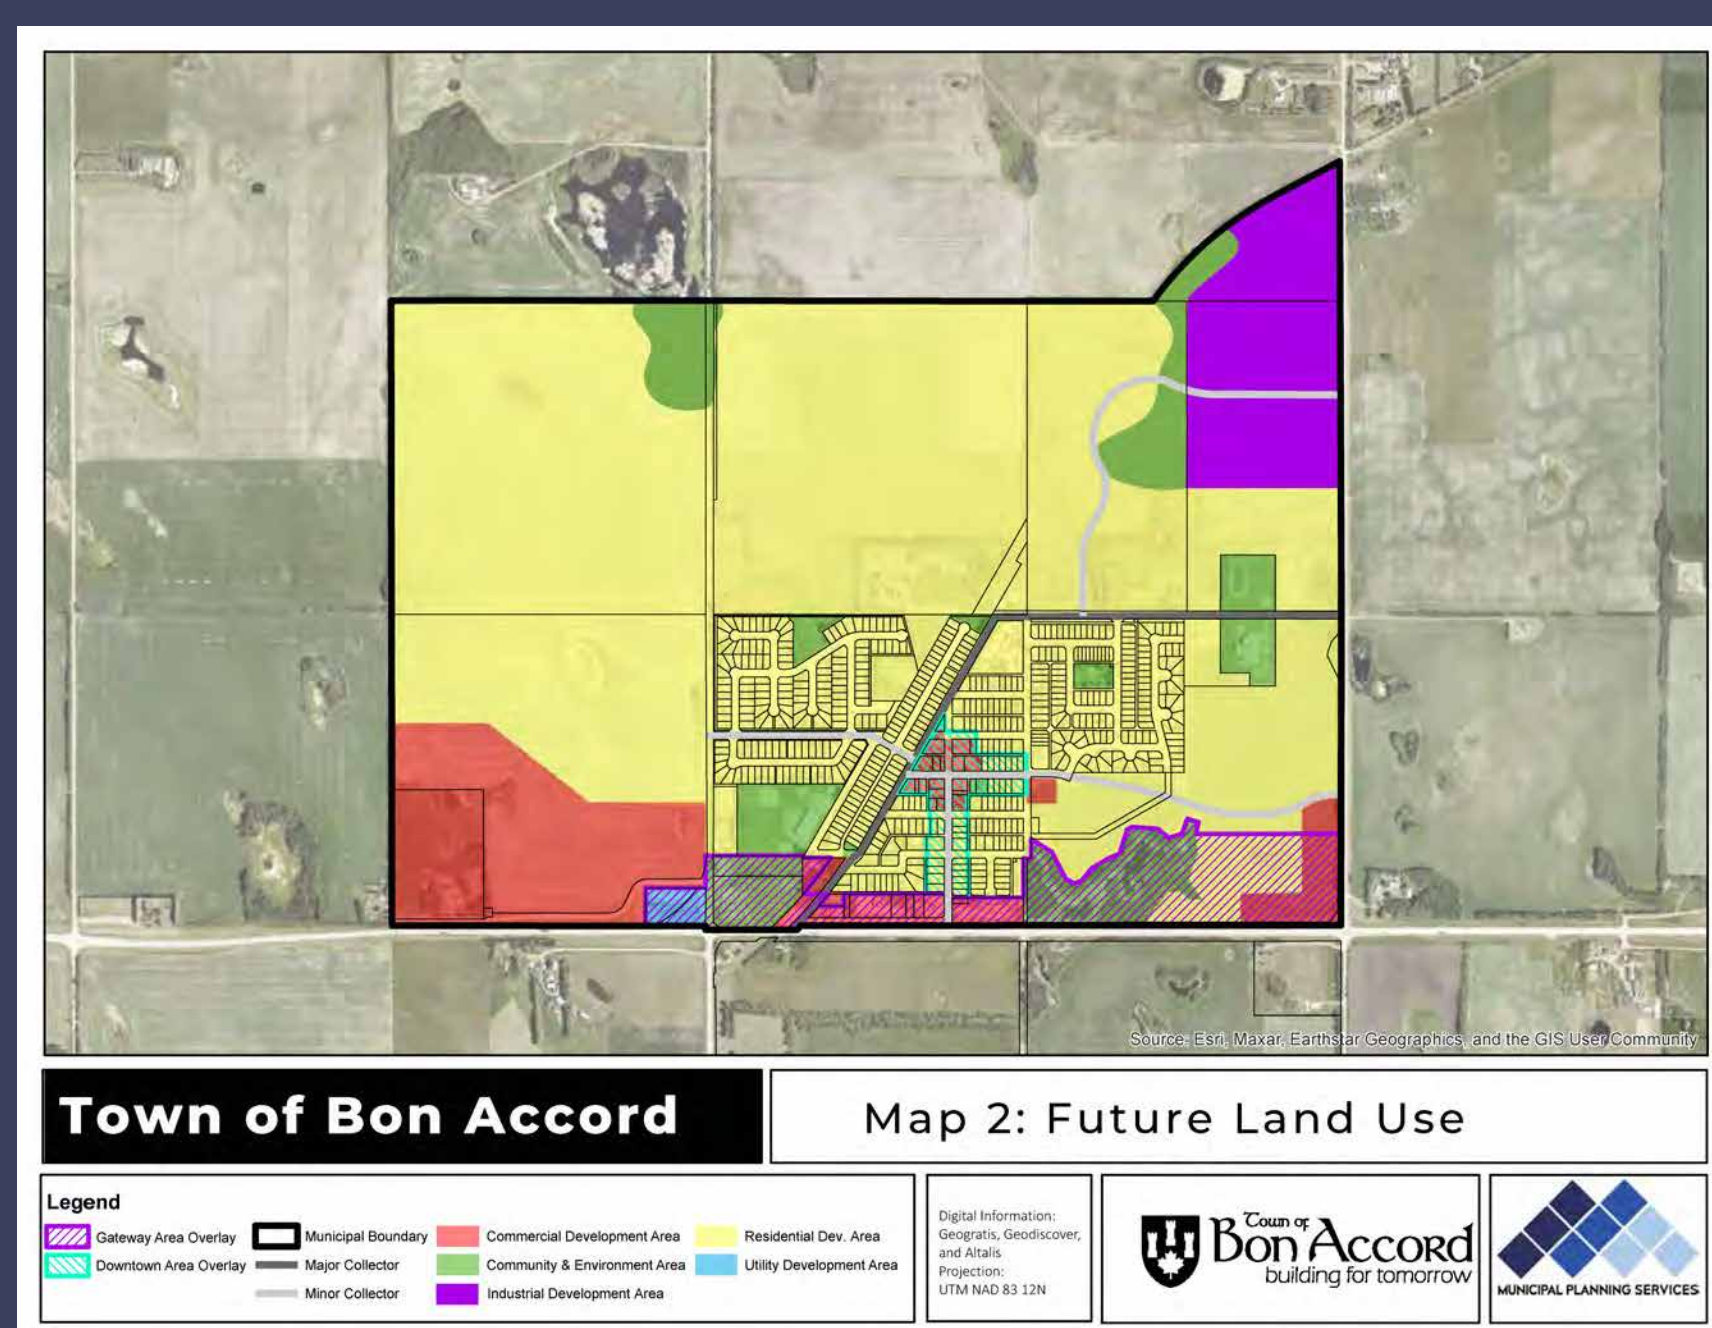 Source: Esri, Maxar, Earthstar Geographics, and the GIS User Community
Town of Bon Accord
Map 2: Future Land Use
Legend
Gateway Area Overlay
Downtown Area Overlay
Municipal Boundary
Major Collector
Minor Collector
Commercial Development Area
Community & Environment Area
Industrial Development Area
Residential Dev. Area
Utility Development Area
Digital Information:
Geogratis, Geodiscover,
and Altalis
Projection:
UTM NAD 83 12N
Town of
Bon Accord
building for tomorrow
MUNICIPAL PLANNING SERVICES